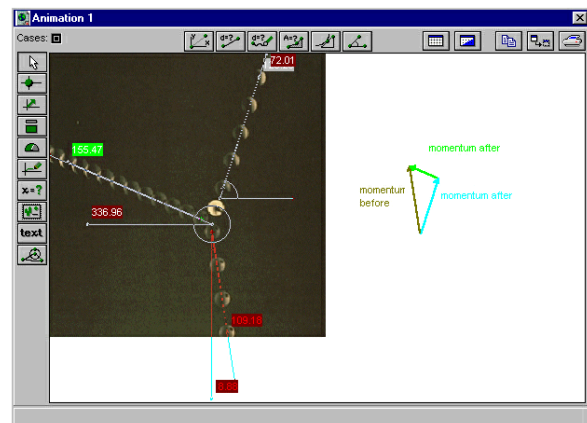 Animation 1
Cases:
d=?
d=?
A=?
72.01
155.47
momentum after
x=?
336.96
momentum
before
momentum after
text
109.18